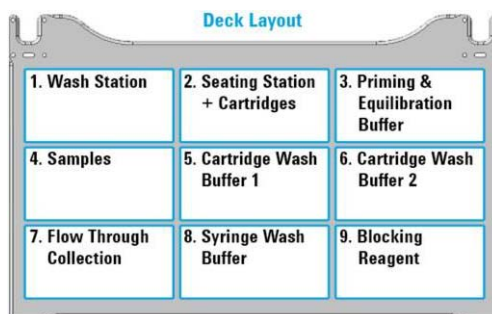 Deck Layout
1. Wash Station
2. Seating Station
+ Cartridges
3. Priming &
Equilibration
Buffer
4. Samples
5. Cartridge Wash
Buffer 1
6. Cartridge Wash
Buffer 2
7. Flow Through
Collection
8. Syringe Wash
Buffer
9. Blocking
Reagent